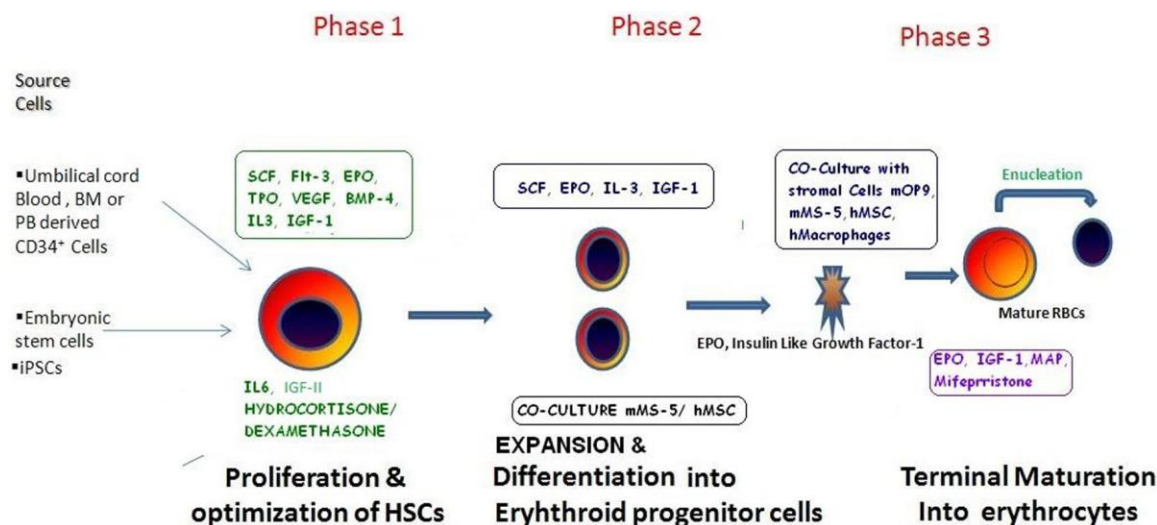 Phase 1
Phase 2
Phase 3
Source
Cells
▪Umbilical cord
Blood , BM or
PB derived
CD34⁺ Cells
▪Embryonic
stem cells
▪iPSCs
SCF, Flt-3, EPO,
TPO, VEGF, BMP-4,
IL3, IGF-1
IL6, IGF-II
HYDROCORTISONE/
DEXAMETHASONE
Proliferation &
optimization of HSCs
SCF, EPO, IL-3, IGF-1
CO-CULTURE mMS-5/ hMSC
EXPANSION &
Differentiation into
Eryhthroid progenitor cells
CO-Culture with
stromal Cells mOP9,
mMS-5, hMSC,
hMacrophages
EPO, Insulin Like Growth Factor-1
Enucleation
Mature RBCs
EPO, IGF-1, MAP,
Mifeprristone
Terminal Maturation
Into erythrocytes